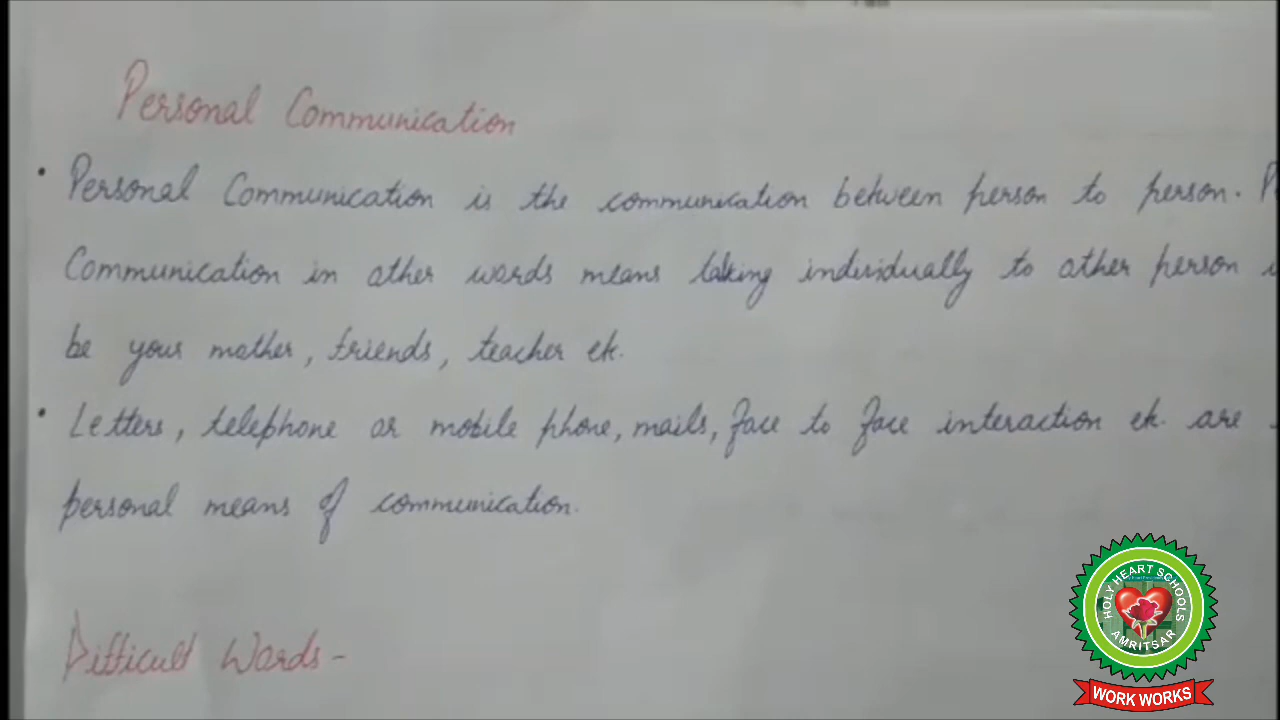 Personal Communication
• Personal Communication is the communication between person to person.
Communication in other words means talking individually to other person
be your mother, friends, teacher etc.
• Letters, telephone or mobile phone, mails, face to face interaction etc. are
personal means of communication.
Difficult Words -
HOLY HEART SCHOOLS
AMRITSAR
WORK WORKS